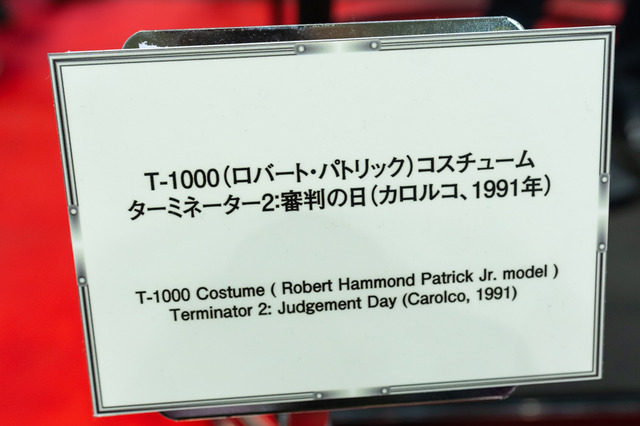 T-1000(ロバート・パトリック)コスチューム
ターミネーター2:審判の日(カロルコ、1991年)
T-1000 Costume ( Robert Hammond Patrick Jr. model )
Terminator 2: Judgement Day (Carolco, 1991)